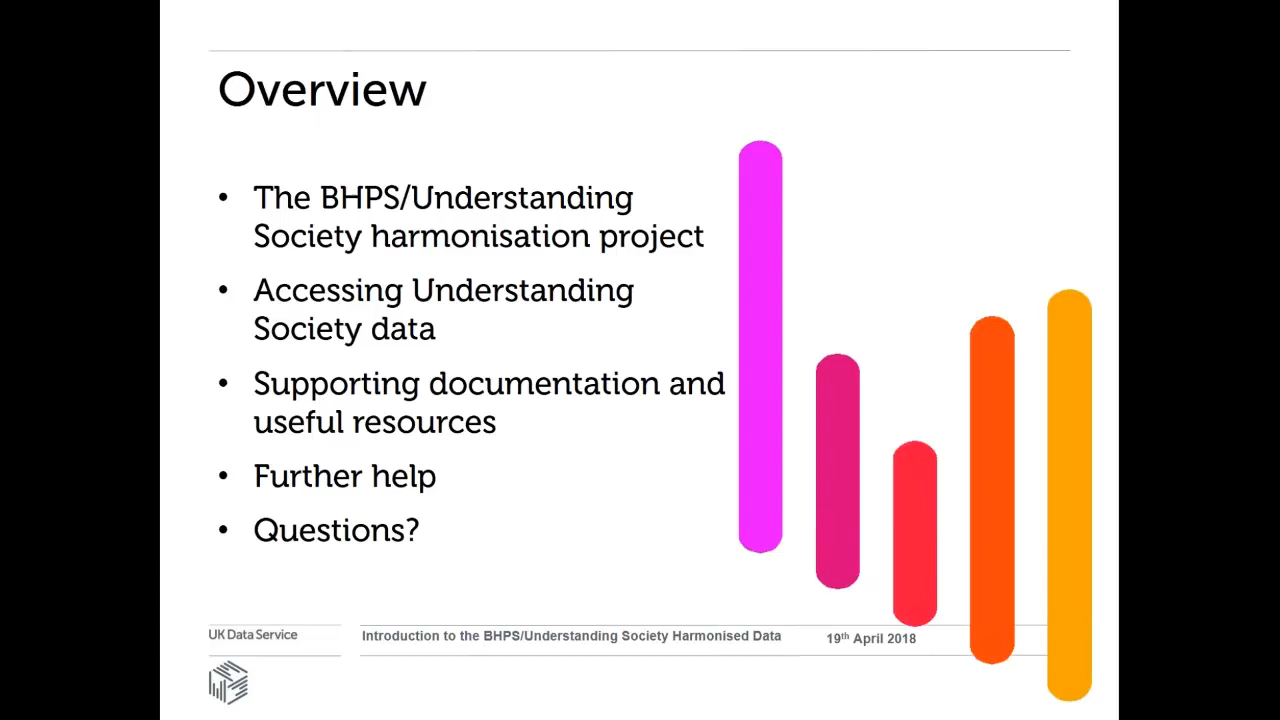 Overview
• The BHPS/Understanding
Society harmonisation project
• Accessing Understanding
Society data
• Supporting documentation and
useful resources
• Further help
• Questions?
UK Data Service
Introduction to the BHPS/Understanding Society Harmonised Data
19th April 2018